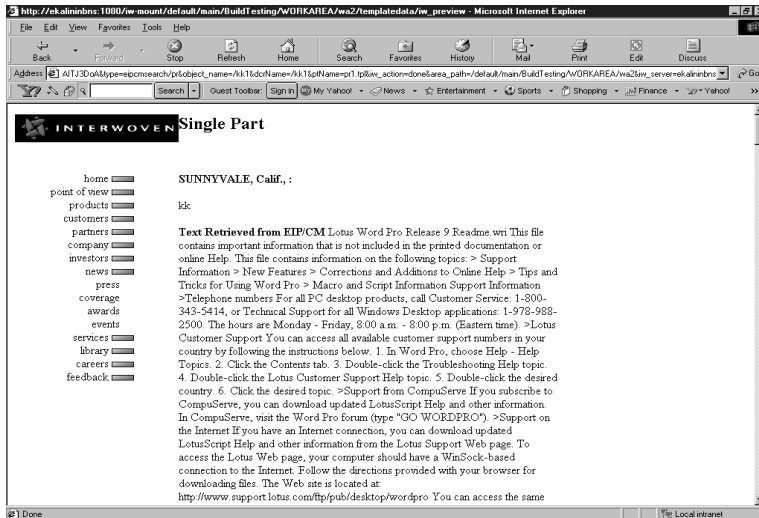 http://ekalininbns:1080/iw-mount/default/main/BuildTesting/WORKAREA/wa2/templatedata/iw_preview - Microsoft Internet Explorer
File Edit View Favorites Tools Help
Back Forward Stop Refresh Home Search Favorites History Mail Print Edit Discuss
Address AITJ3DoA&type=eipcmsearch/pr&object_name=/kk1&dcrName=/kk1&ptName=pr1.tpl&iw_action=done&area_path=/default/main/BuildTesting/WORKAREA/wa2&iw_server=ekalininbns Go
Y? Search Guest Toolbar: Sign in My Yahoo! News Entertainment Sports Shopping Finance Yahoo! »
INTERWOVEN Single Part
home
point of view
products
customers
partners
company
investors
news
press
coverage
awards
events
services
library
careers
feedback
SUNNYVALE, Calif., :
kk
Text Retrieved from EIP/CM Lotus Word Pro Release 9 Readme.wri This file
contains important information that is not included in the printed documentation or
online Help. This file contains information on the following topics: > Support
Information > New Features > Corrections and Additions to Online Help > Tips and
Tricks for Using Word Pro > Macro and Script Information Support Information
>Telephone numbers For all PC desktop products, call Customer Service: 1-800-
343-5414, or Technical Support for all Windows Desktop applications: 1-978-988-
2500. The hours are Monday - Friday, 8:00 a.m. - 8:00 p.m. (Eastern time). >Lotus
Customer Support You can access all available customer support numbers in your
country by following the instructions below. 1. In Word Pro, choose Help - Help
Topics. 2. Click the Contents tab. 3. Double-click the Troubleshooting Help topic.
4. Double-click the Lotus Customer Support Help topic. 5. Double-click the desired
country. 6. Click the desired topic. >Support from CompuServe If you subscribe to
CompuServe, you can download updated LotusScript Help and other information.
In CompuServe, visit the Word Pro forum (type "GO WORDPRO"). >Support on
the Internet If you have an Internet connection, you can download updated
LotusScript Help and other information from the Lotus Support Web page. To
access the Lotus Web page, your computer should have a WinSock-based
connection to the Internet. Follow the directions provided with your browser for
downloading files. The Web site is located at:
http://www.support.lotus.com/ftp/pub/desktop/wordpro You can access the same
Done Local intranet